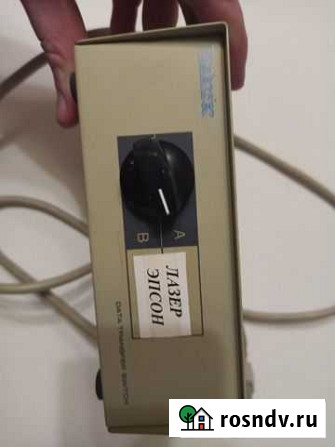 A
B
ЛАЗЕР
ЭПСОН
DATA TRANSFER SWITCH
rosndv.ru